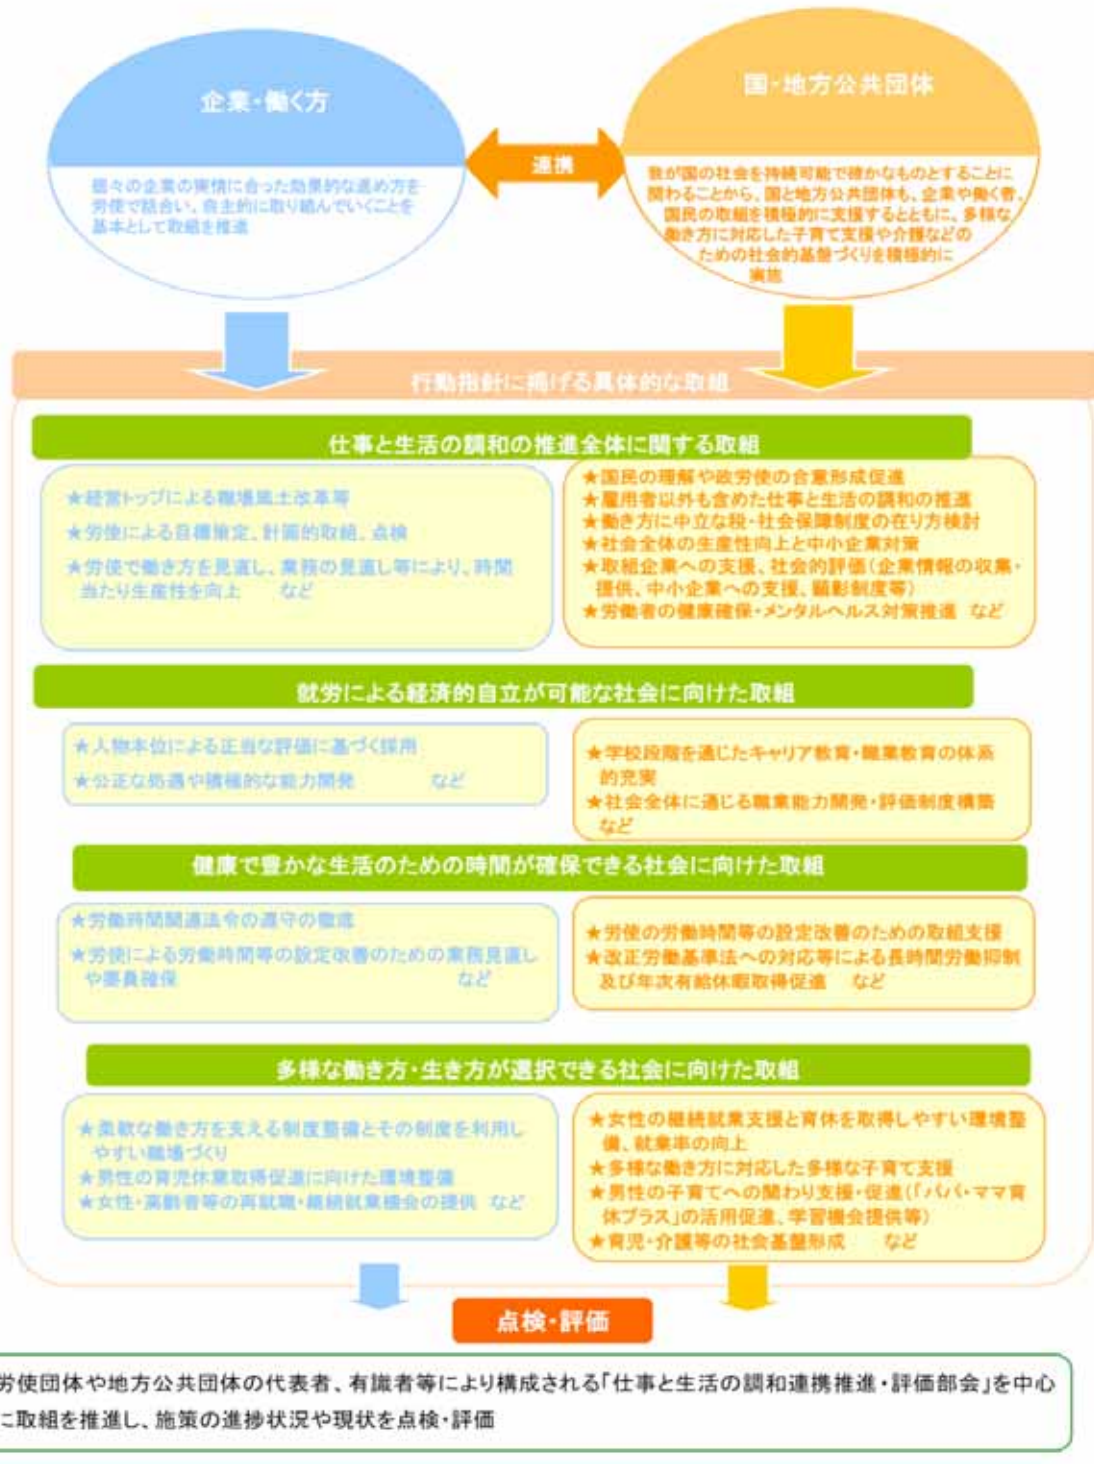 企業・働く方
国・地方公共団体
連携
個々の企業の実情に合った効果的な進め方を
労使で話合い、自主的に取り組んでいくことを
基本として取組を推進
我が国の社会を持続可能で確かなものとすることに
関わることから、国と地方公共団体も、企業や働く者、
国民の取組を積極的に支援するとともに、多様な
働き方に対応した子育て支援や介護などの
ための社会的基盤づくりを積極的に
実施
行動指針に掲げる具体的な取組
仕事と生活の調和の推進全体に関する取組
★経営トップによる職場風土改革等
★労使による目標策定、計画的取組、点検
★労使で働き方を見直し、業務の見直し等により、時間
当たり生産性を向上 など
★国民の理解や政労使の合意形成促進
★雇用者以外も含めた仕事と生活の調和の推進
★働き方に中立な税・社会保障制度の在り方検討
★社会全体の生産性向上と中小企業対策
★取組企業への支援、社会的評価(企業情報の収集・
提供、中小企業への支援、顕彰制度等)
★労働者の健康確保・メンタルヘルス対策推進 など
就労による経済的自立が可能な社会に向けた取組
★人物本位による正当な評価に基づく採用
★公正な処遇や積極的な能力開発 など
★学校段階を通じたキャリア教育・職業教育の体系
的充実
★社会全体に通じる職業能力開発・評価制度構築
など
健康で豊かな生活のための時間が確保できる社会に向けた取組
★労働時間関連法令の遵守の徹底
★労使による労働時間等の設定改善のための業務見直し
や要員確保 など
★労使の労働時間等の設定改善のための取組支援
★改正労働基準法への対応等による長時間労働抑制
及び年次有給休暇取得促進 など
多様な働き方・生き方が選択できる社会に向けた取組
★柔軟な働き方を支える制度整備とその制度を利用し
やすい職場づくり
★男性の育児休業取得促進に向けた環境整備
★女性・高齢者等の再就職・継続就業機会の提供 など
★女性の継続就業支援と育休を取得しやすい環境整
備、就業率の向上
★多様な働き方に対応した多様な子育て支援
★男性の子育てへの関わり支援・促進(「パパ・ママ育
休プラス」の活用促進、学習機会提供等)
★育児・介護等の社会基盤形成 など
点検・評価
労使団体や地方公共団体の代表者、有識者等により構成される「仕事と生活の調和連携推進・評価部会」を中心
に取組を推進し、施策の進捗状況や現状を点検・評価